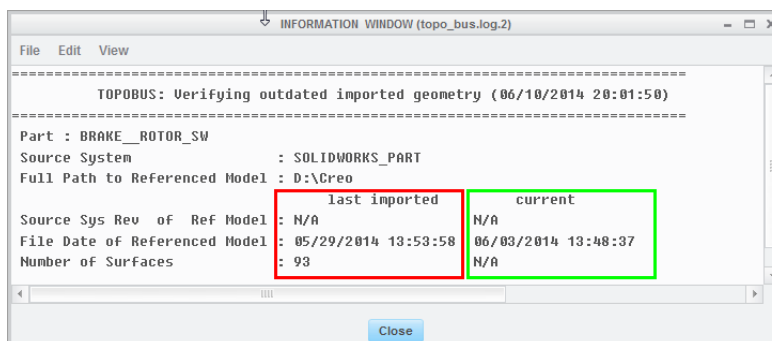 INFORMATION WINDOW (topo_bus.log.2)
File Edit View
================================================================================
TOPOBUS: Verifying outdated imported geometry (06/10/2014 20:01:50)
================================================================================
Part : BRAKE__ROTOR_SW
Source System : SOLIDWORKS_PART
Full Path to Referenced Model : D:\Creo
last imported current
Source Sys Rev of Ref Model : N/A N/A
File Date of Referenced Model : 05/29/2014 13:53:58 06/03/2014 13:48:37
Number of Surfaces : 93 N/A
Close